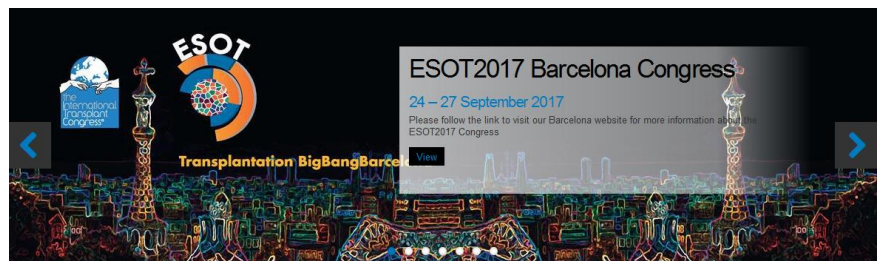 ESOT
the
International
Transplant
Congress®
Transplantation BigBangBarcel
ESOT2017 Barcelona Congress
24 – 27 September 2017
Please follow the link to visit our Barcelona website for more information about the
ESOT2017 Congress
View